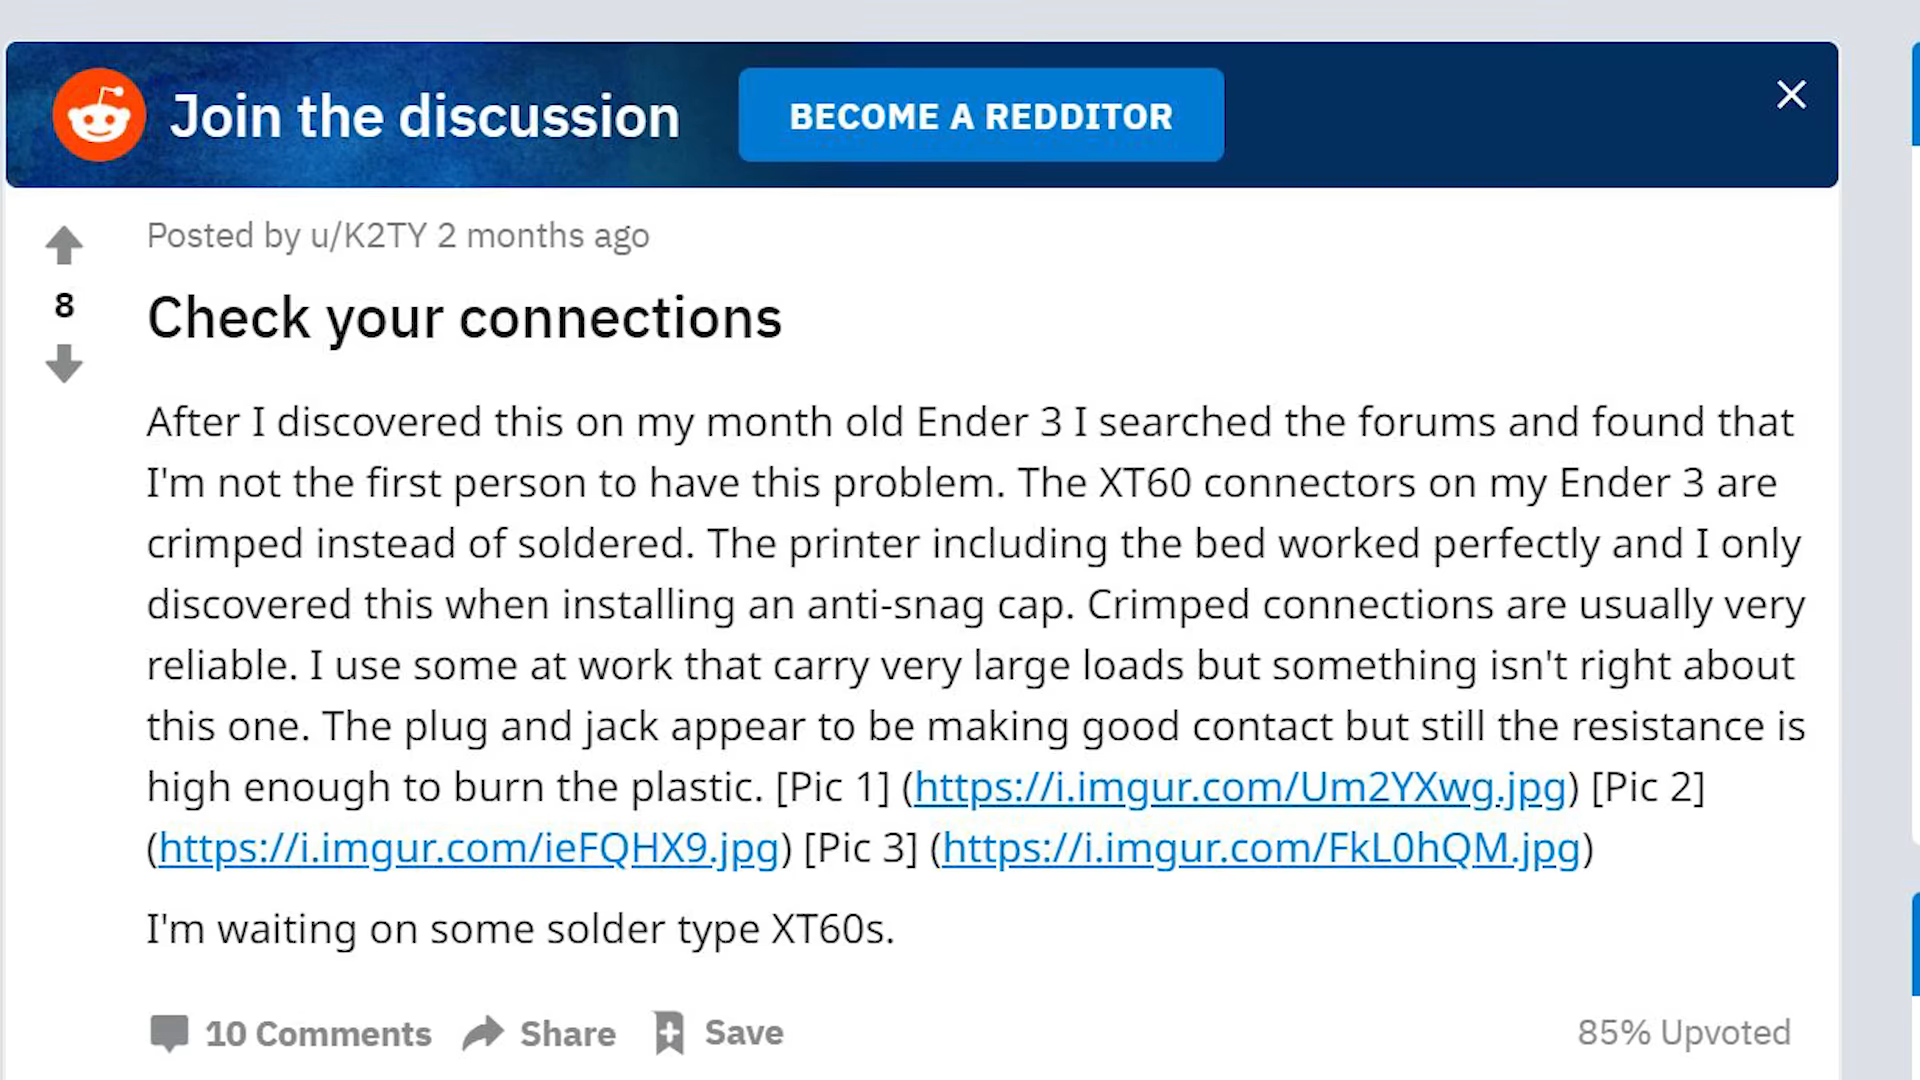 Join the discussion
BECOME A REDDITOR
Posted by u/K2TY 2 months ago
8
Check your connections
After I discovered this on my month old Ender 3 I searched the forums and found that
I'm not the first person to have this problem. The XT60 connectors on my Ender 3 are
crimped instead of soldered. The printer including the bed worked perfectly and I only
discovered this when installing an anti-snag cap. Crimped connections are usually very
reliable. I use some at work that carry very large loads but something isn't right about
this one. The plug and jack appear to be making good contact but still the resistance is
high enough to burn the plastic. [Pic 1] (https://i.imgur.com/Um2YXwg.jpg) [Pic 2]
(https://i.imgur.com/ieFQHX9.jpg) [Pic 3] (https://i.imgur.com/FkL0hQM.jpg)
I'm waiting on some solder type XT60s.
10 Comments Share Save 85% Upvoted